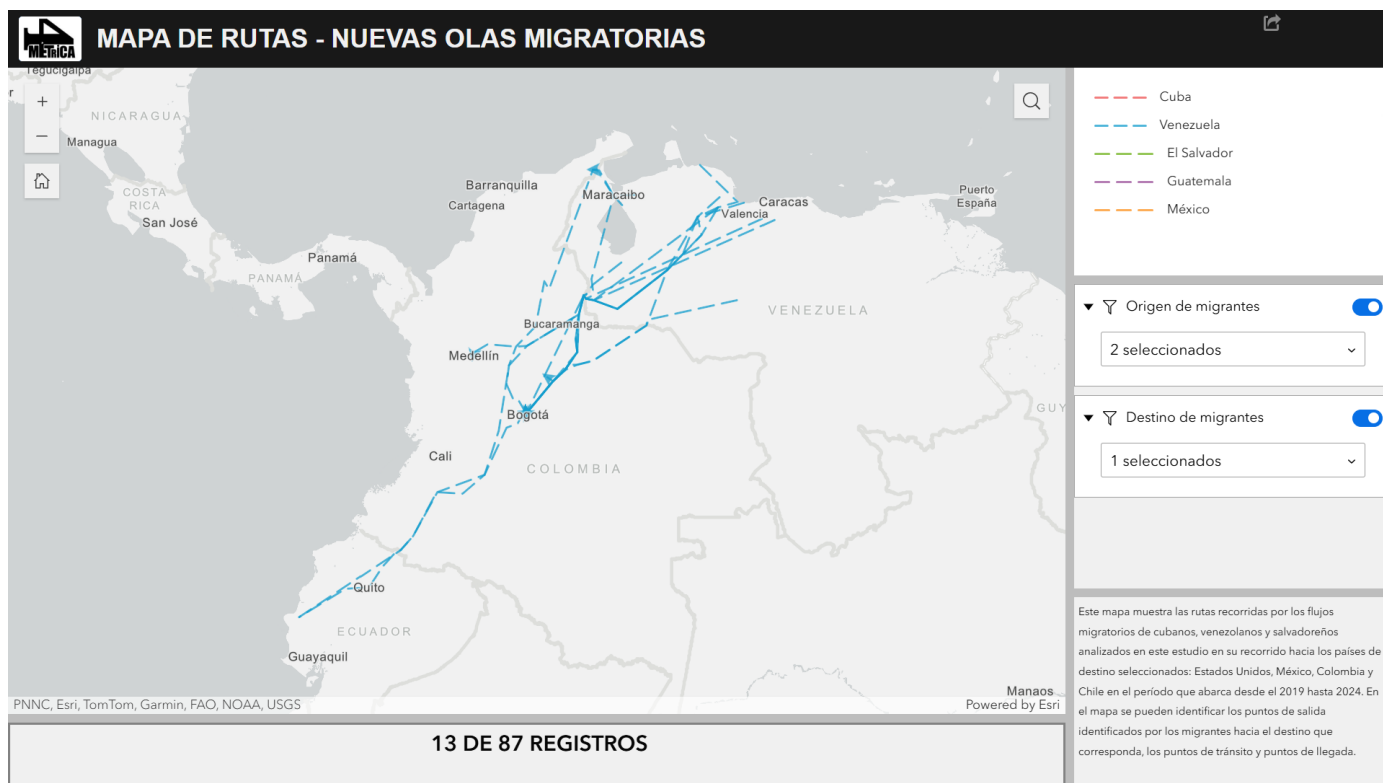 MÉTRICA
MAPA DE RUTAS - NUEVAS OLAS MIGRATORIAS
Tegucigalpa
+
−
NICARAGUA
Managua
COSTA
RICA
San José
Panamá
PANAMÁ
Barranquilla
Cartagena
Maracaibo
Caracas
Valencia
Puerto
España
VENEZUELA
Bucaramanga
Medellín
Bogotá
GUY
Cali
COLOMBIA
Quito
ECUADOR
Guayaquil
Manaos
PNNC, Esri, TomTom, Garmin, FAO, NOAA, USGS
Powered by Esri
13 DE 87 REGISTROS
Cuba
Venezuela
El Salvador
Guatemala
México
Origen de migrantes
2 seleccionados
Destino de migrantes
1 seleccionados
Este mapa muestra las rutas recorridas por los flujos
migratorios de cubanos, venezolanos y salvadoreños
analizados en este estudio en su recorrido hacia los países de
destino seleccionados: Estados Unidos, México, Colombia y
Chile en el período que abarca desde el 2019 hasta 2024. En
el mapa se pueden identificar los puntos de salida
identificados por los migrantes hacia el destino que
corresponda, los puntos de tránsito y puntos de llegada.